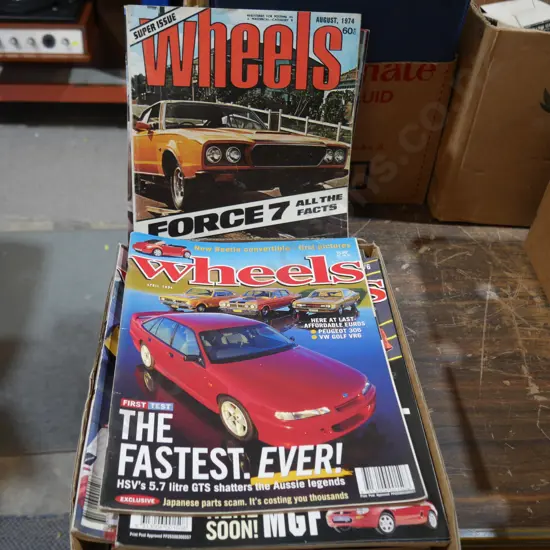 SUPER ISSUE
AUGUST, 1974
60c
wheels
FORCE 7 ALL THE FACTS
New Beetle convertible... first pictures
wheels
HERE AT LAST-
AFFORDABLE EUROS
PEUGEOT 306
VW GOLF VR6
FIRST TEST
THE
FASTEST. EVER!
HSV's 5.7 litre GTS shatters the Aussie legends
EXCLUSIVE Japanese parts scam. It's costing you thousands
SOON! MGF